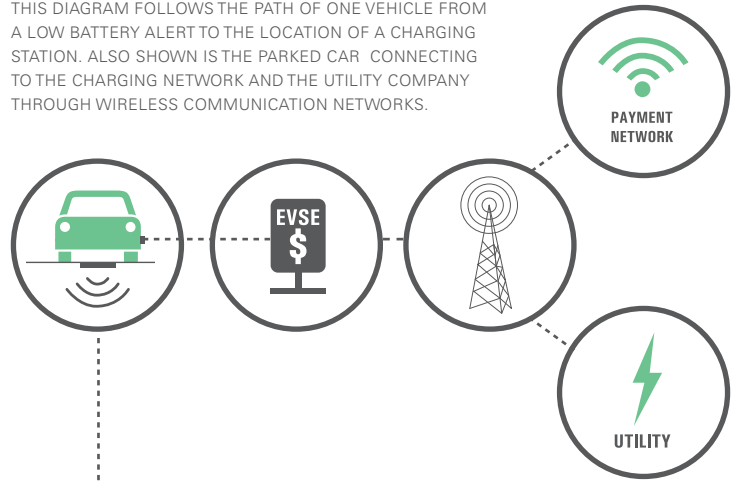 THIS DIAGRAM FOLLOWS THE PATH OF ONE VEHICLE FROM
A LOW BATTERY ALERT TO THE LOCATION OF A CHARGING
STATION. ALSO SHOWN IS THE PARKED CAR CONNECTING
TO THE CHARGING NETWORK AND THE UTILITY COMPANY
THROUGH WIRELESS COMMUNICATION NETWORKS.
PAYMENT
NETWORK
EVSE
$
UTILITY